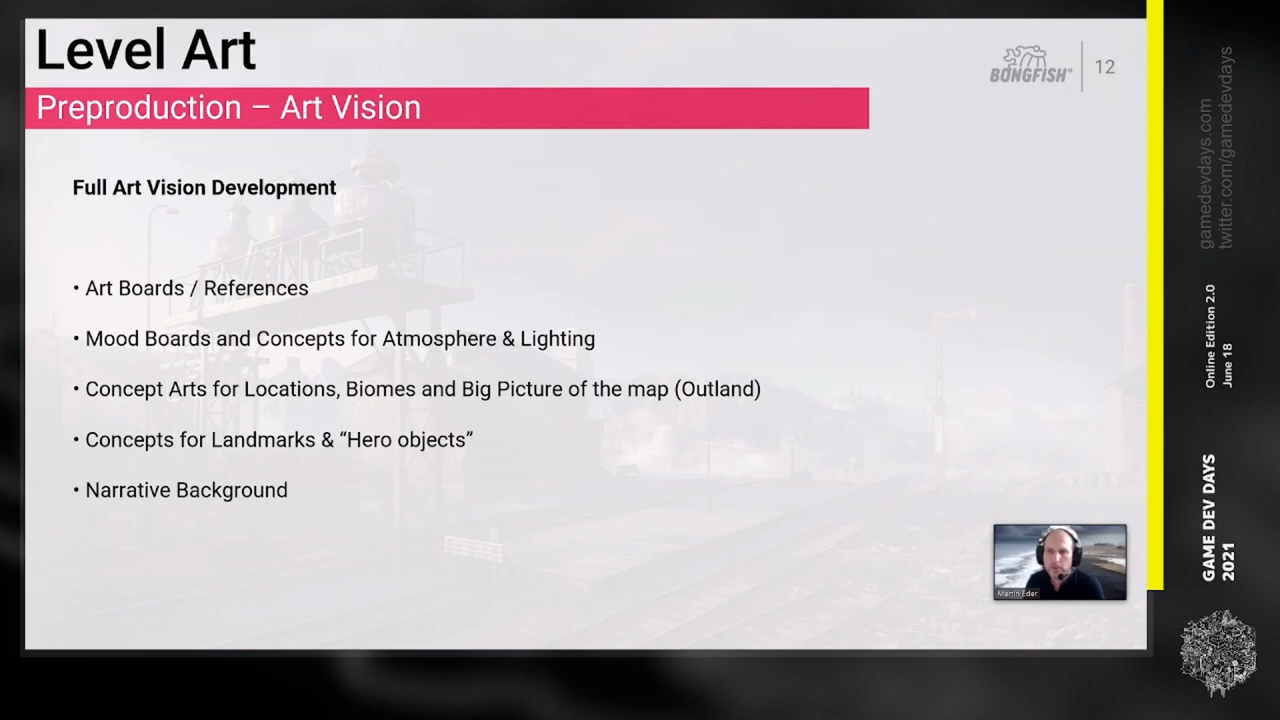 Level Art
BONGFISH
12
Preproduction – Art Vision
Full Art Vision Development
• Art Boards / References
• Mood Boards and Concepts for Atmosphere & Lighting
• Concept Arts for Locations, Biomes and Big Picture of the map (Outland)
• Concepts for Landmarks & “Hero objects”
• Narrative Background
Martin Eder
gamedevdays.com
twitter.com/gamedevdays
Online Edition 2.0
June 18
GAME DEV DAYS
2021